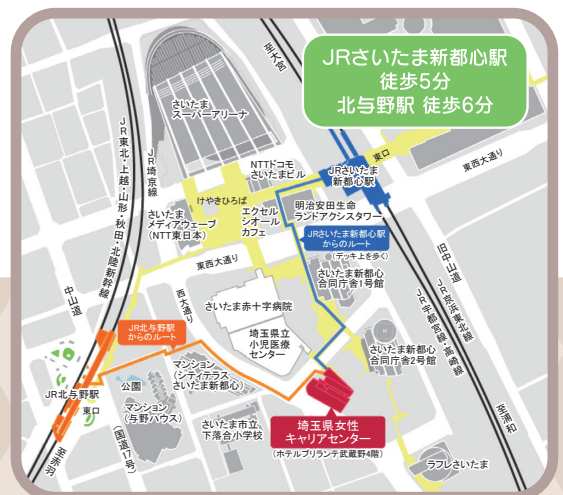 JRさいたま新都心駅
徒歩5分
北与野駅 徒歩6分
至大宮
さいたま
スーパーアリーナ
JR東北・上越・山形・秋田・北陸新幹線
JR埼京線
NTTドコモ
さいたまビル
JRさいたま
新都心駅
東口
東西大通り
けやきひろば
さいたま
メディアウェーブ
(NTT東日本)
エクセル
シオール
カフェ
明治安田生命
ランドアクシスタワー
JRさいたま新都心駅
からのルート
(デッキ上を歩く)
東西大通り
さいたま新都心
合同庁舎1号館
旧中山道
JR京浜東北線
JR宇都宮線・高崎線
中山道
西大通り
さいたま赤十字病院
埼玉県立
小児医療
センター
さいたま新都心
合同庁舎2号館
H
JR北与野駅
からのルート
JR北与野駅
東口
公園
マンション
(与野ハウス)
マンション
(シティテラス
さいたま新都心)
さいたま市立
下落合小学校
(国道17号)
埼玉県女性
キャリアセンター
(ホテルブリランテ武蔵野4階)
至浦和
至赤羽
ラフレさいたま